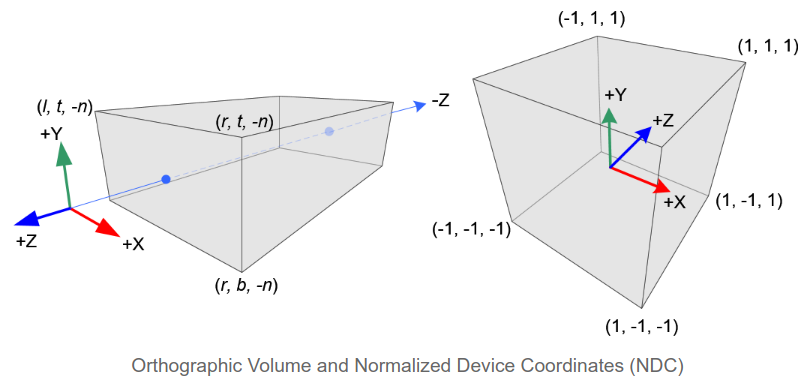 (-1, 1, 1)
(1, 1, 1)
(l, t, -n)
(r, t, -n)
-Z
+Y
+Y
+Z
+X
(1, -1, 1)
+Z
+X
(-1, -1, -1)
(r, b, -n)
(1, -1, -1)
Orthographic Volume and Normalized Device Coordinates (NDC)